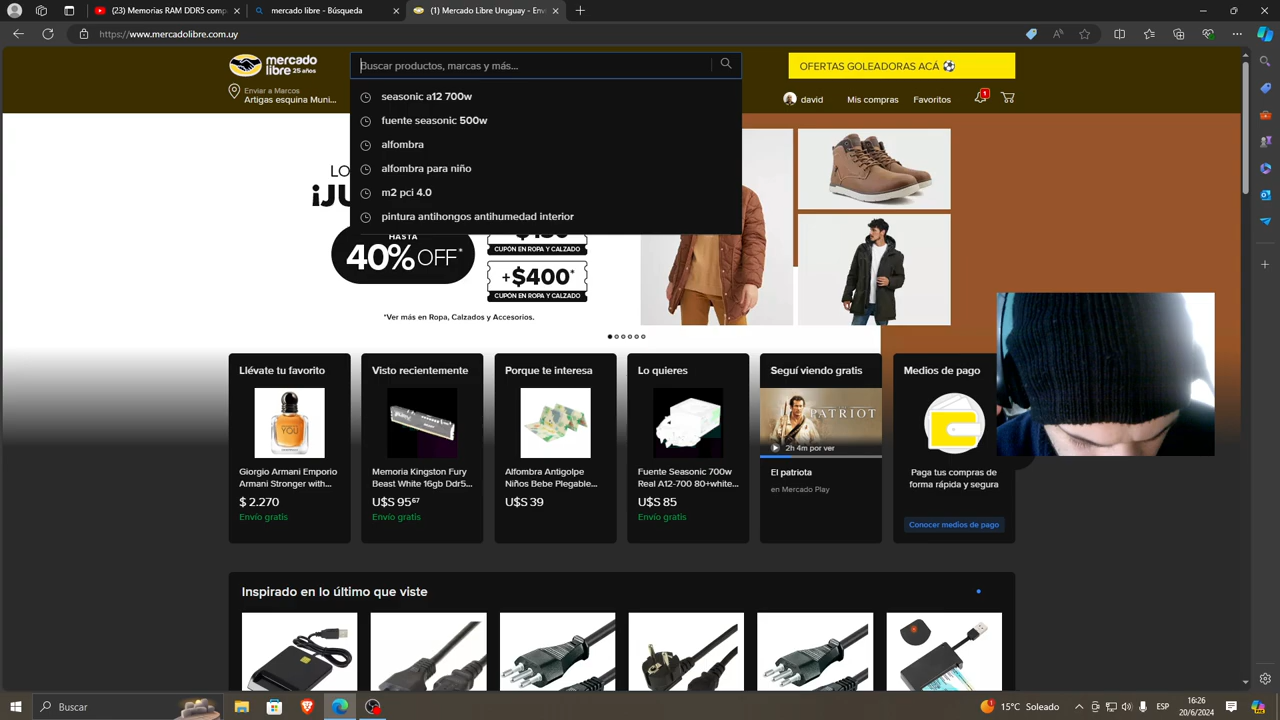 (23) Memorias RAM DDR5 comp
mercado libre - Búsqueda
(1) Mercado Libre Uruguay - Env
https://www.mercadolibre.com.uy
mercado
libre 25 años
Buscar productos, marcas y más...
OFERTAS GOLEADORAS ACÁ
Enviar a Marcos
Artigas esquina Muni...
david
Mis compras
Favoritos
1
seasonic a12 700w
fuente seasonic 500w
alfombra
alfombra para niño
m2 pci 4.0
pintura antihongos antihumedad interior
LO
¡JU
HASTA
40% OFF*
CUPÓN EN ROPA Y CALZADO
+$400*
CUPÓN EN ROPA Y CALZADO
*Ver más en Ropa, Calzados y Accesorios.
Llévate tu favorito
Giorgio Armani Emporio
Armani Stronger with...
$ 2.270
Envío gratis
Visto recientemente
Memoria Kingston Fury
Beast White 16gb Ddr5...
U$S 95 67
Envío gratis
Porque te interesa
Alfombra Antigolpe
Niños Bebe Plegable...
U$S 39
Lo quieres
Fuente Seasonic 700w
Real A12-700 80+white...
U$S 85
Envío gratis
Seguí viendo gratis
PATRIOT
2h 4m por ver
El patriota
en Mercado Play
Medios de pago
Paga tus compras de
forma rápida y segura
Conocer medios de pago
Inspirado en lo último que viste
Buscar
15°C Soleado
ESP
16:26
20/6/2024